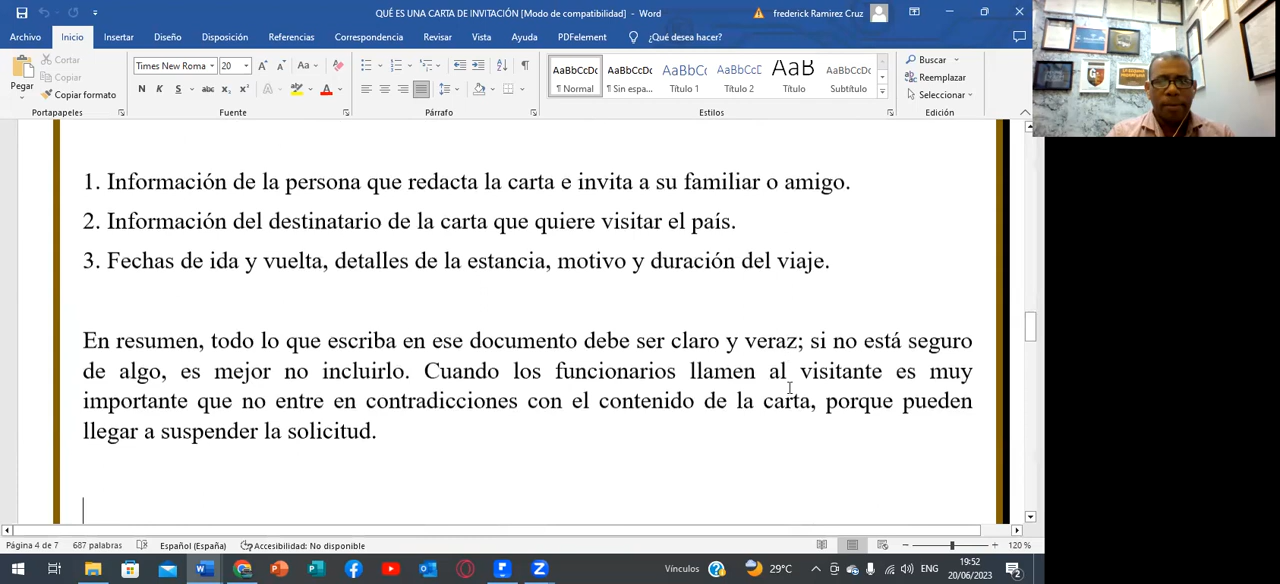 QUÉ ES UNA CARTA DE INVITACIÓN [Modo de compatibilidad] - Word
frederick Ramirez Cruz
Archivo Inicio Insertar Diseño Disposición Referencias Correspondencia Revisar Vista Ayuda PDFelement ¿Qué desea hacer?
Pegar
Cortar
Copiar
Copiar formato
Portapapeles
Times New Roma 20
Fuente
Párrafo
AaBbCcDc AaBbCcDc AaBbCcI AaBbCcC AaB AaBbCcDc
¶ Normal ¶ Sin espa... Título 1 Título 2 Título Subtítulo
Estilos
Buscar
Reemplazar
Seleccionar
Edición
1. Información de la persona que redacta la carta e invita a su familiar o amigo.
2. Información del destinatario de la carta que quiere visitar el país.
3. Fechas de ida y vuelta, detalles de la estancia, motivo y duración del viaje.
En resumen, todo lo que escriba en ese documento debe ser claro y veraz; si no está seguro
de algo, es mejor no incluirlo. Cuando los funcionarios llamen al visitante es muy
importante que no entre en contradicciones con el contenido de la carta, porque pueden
llegar a suspender la solicitud.
Página 4 de 7 687 palabras Español (España) Accesibilidad: No disponible 120 %
Vínculos 29°C ENG 19:52
20/06/2023